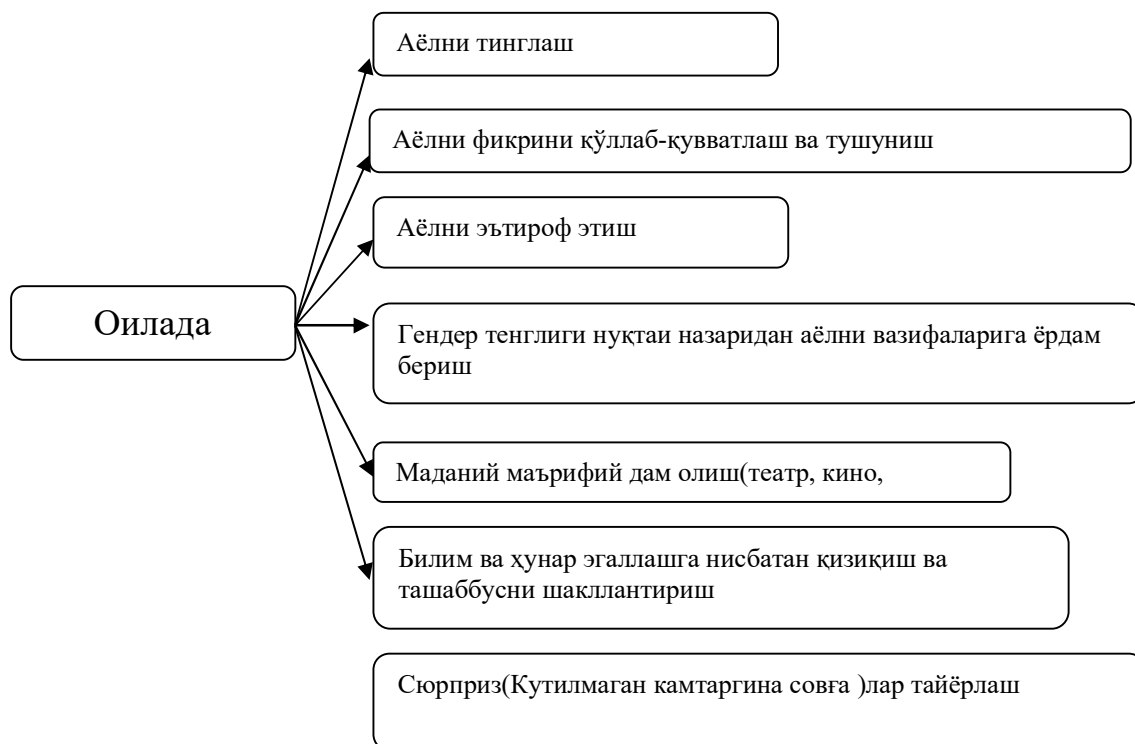 Аёлни тинглаш
Аёлни фикрини қўллаб-қувватлаш ва тушуниш
Аёлни эътироф этиш
Оилада
Гендер тенглиги нуқтаи назаридан аёлни вазифаларига ёрдам
бериш
Маданий маърифий дам олиш(театр, кино,
Билим ва ҳунар эгаллашга нисбатан қизиқиш ва
ташаббусни шакллантириш
Сюрприз(Кутилмаган камтаргина совға )лар тайёрлаш